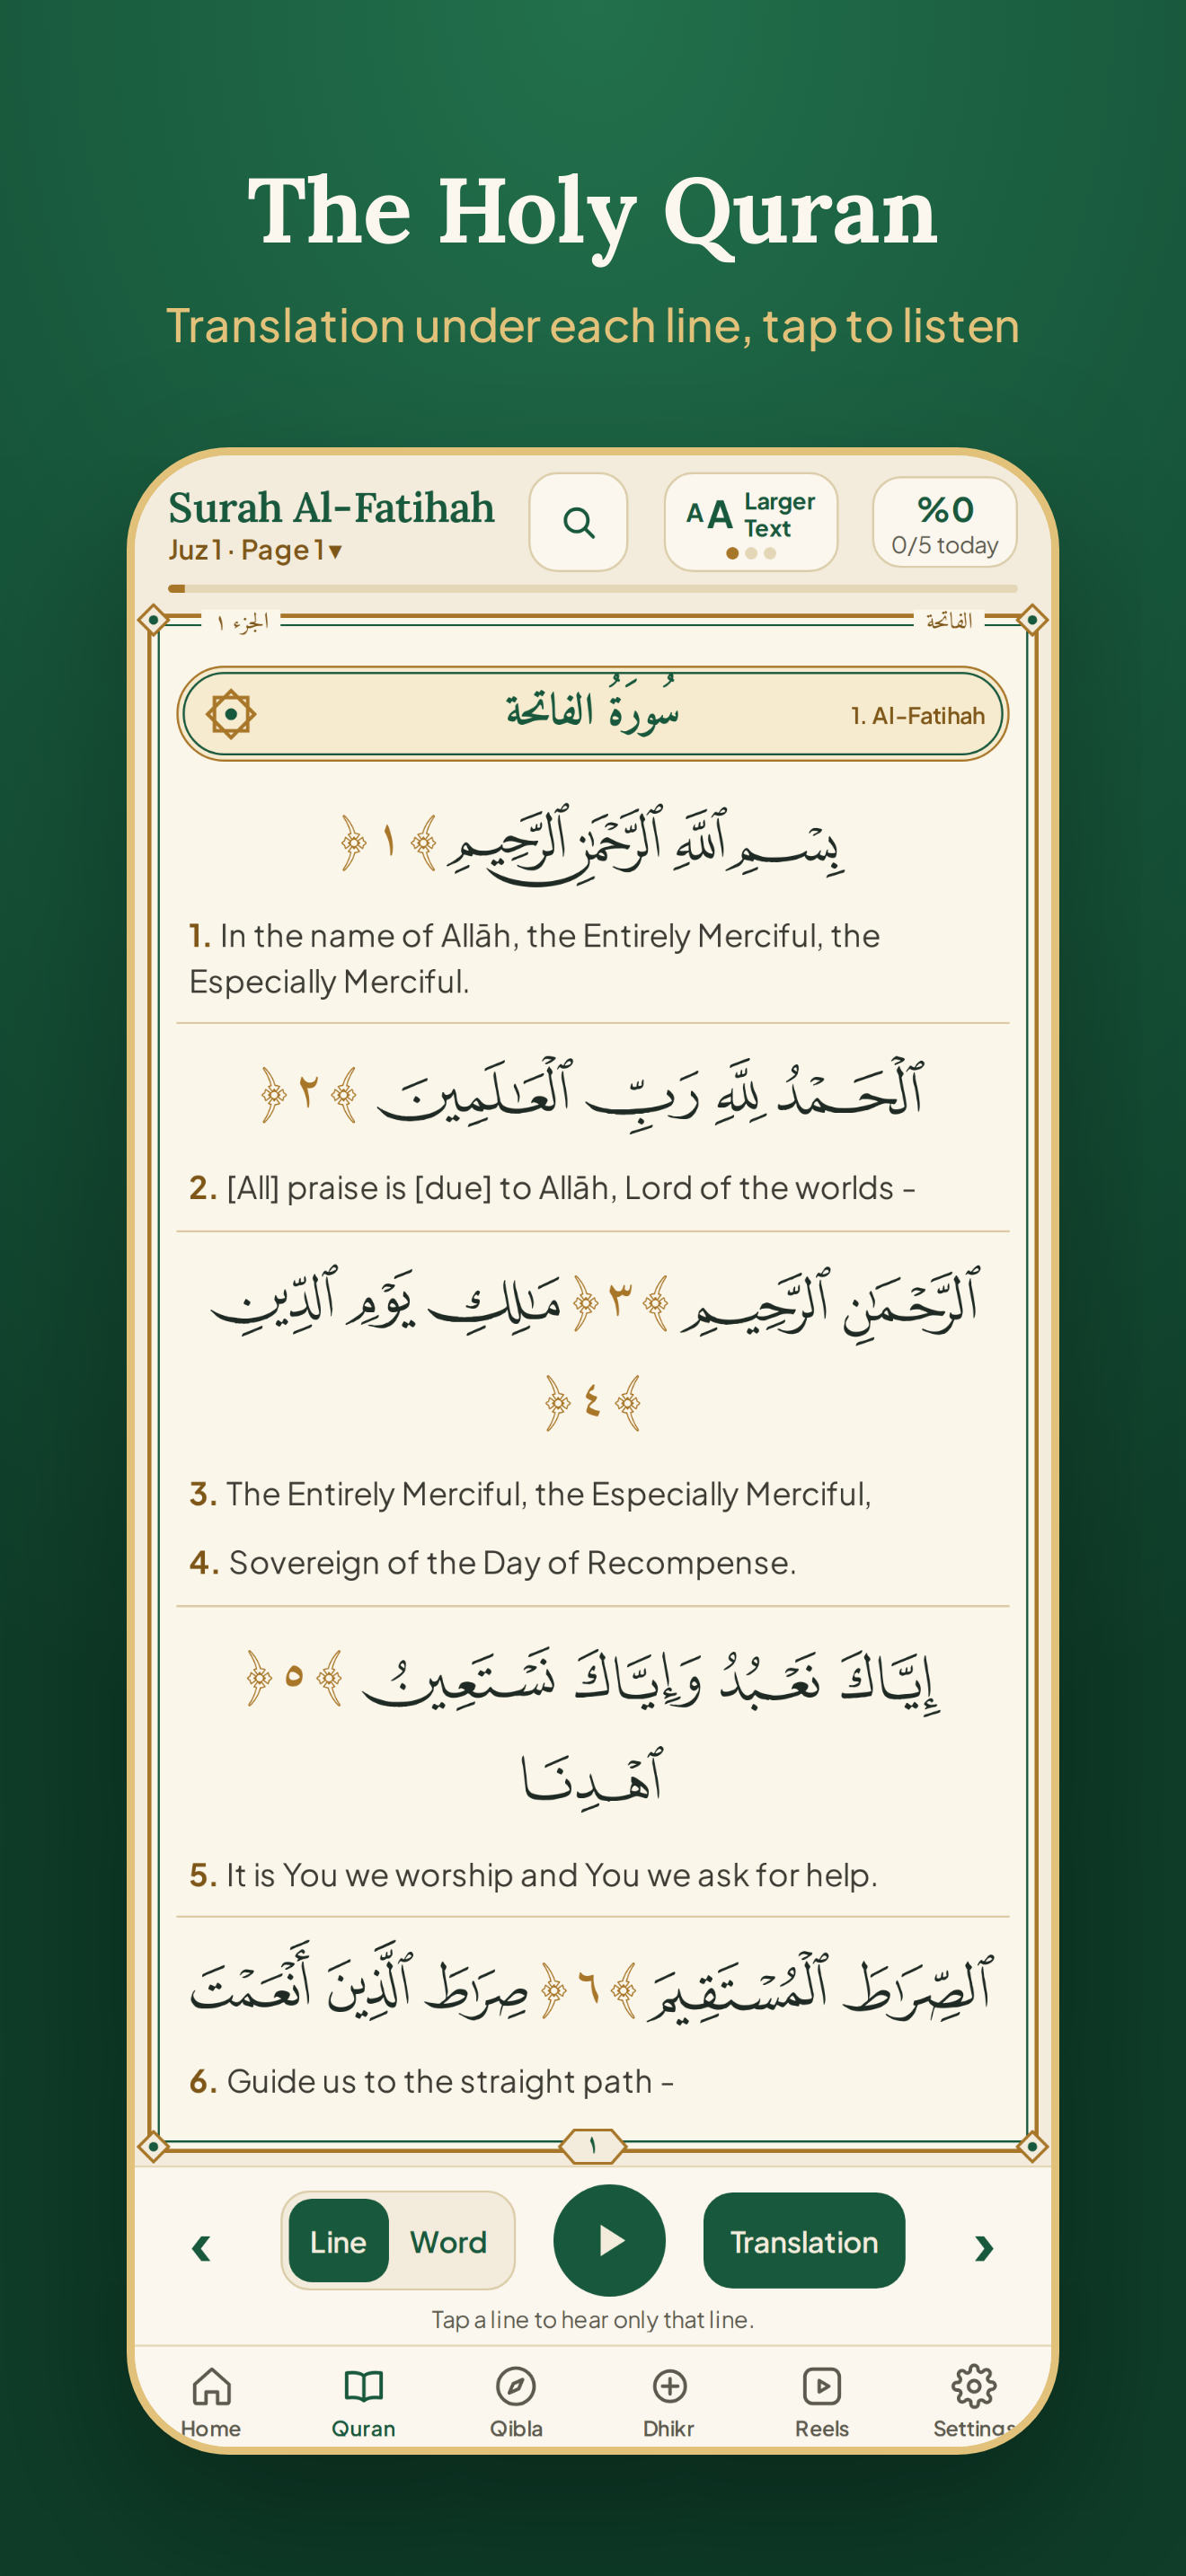 The Holy Quran
Translation under each line, tap to listen
Surah Al-Fatihah
Juz 1 · Page 1 ▾
AA Larger Text
%0
0/5 today
الجزء ١
الفاتحة
سُورَةُ الفاتحة
1. Al-Fatihah
بِسْمِ ٱللَّهِ ٱلرَّحْمَٰنِ ٱلرَّحِيمِ ﴿١﴾
1. In the name of Allāh, the Entirely Merciful, the
Especially Merciful.
ٱلْحَمْدُ لِلَّهِ رَبِّ ٱلْعَٰلَمِينَ ﴿٢﴾
2. [All] praise is [due] to Allāh, Lord of the worlds -
ٱلرَّحْمَٰنِ ٱلرَّحِيمِ ﴿٣﴾ مَٰلِكِ يَوْمِ ٱلدِّينِ
﴿٤﴾
3. The Entirely Merciful, the Especially Merciful,
4. Sovereign of the Day of Recompense.
إِيَّاكَ نَعْبُدُ وَإِيَّاكَ نَسْتَعِينُ ﴿٥﴾
ٱهْدِنَا
5. It is You we worship and You we ask for help.
ٱلصِّرَٰطَ ٱلْمُسْتَقِيمَ ﴿٦﴾ صِرَٰطَ ٱلَّذِينَ أَنْعَمْتَ
6. Guide us to the straight path -
١
Line
Word
Translation
Tap a line to hear only that line.
Home
Quran
Qibla
Dhikr
Reels
Settings